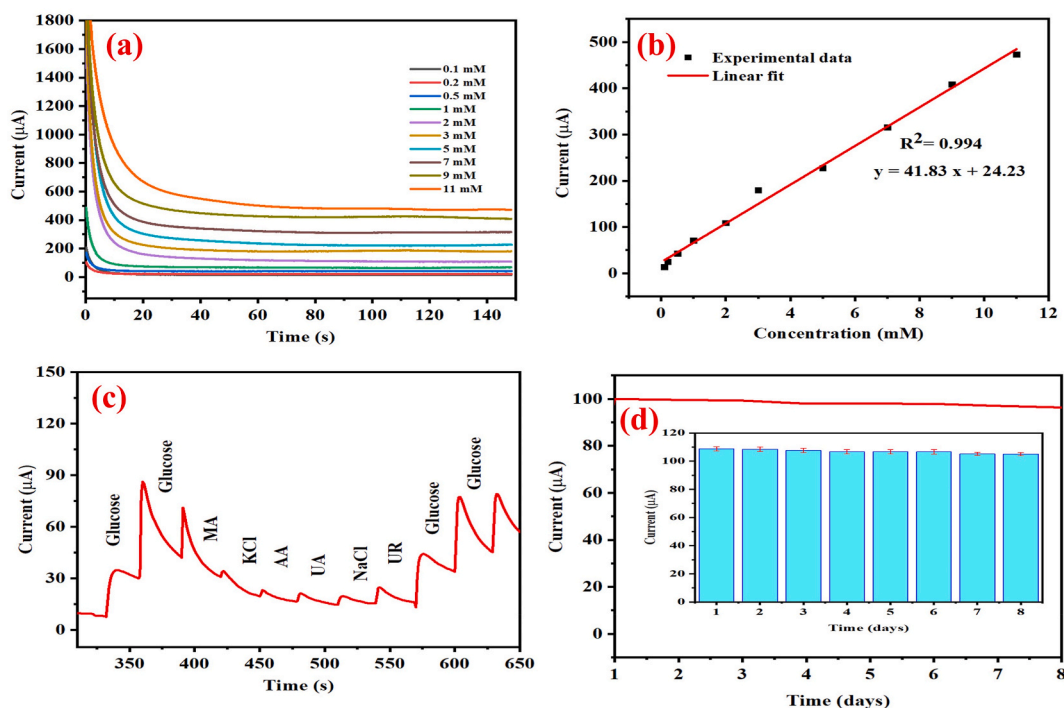 (a)
1800
1600
1400
1200
1000
800
600
400
200
0
Current (μA)
0 20 40 60 80 100 120 140
Time (s)
0.1 mM
0.2 mM
0.5 mM
1 mM
2 mM
3 mM
5 mM
7 mM
9 mM
11 mM
(b)
500
400
300
200
100
0
Current (μA)
0 2 4 6 8 10 12
Concentration (mM)
Experimental data
Linear fit
R²= 0.994
y = 41.83 x + 24.23
(c)
150
120
90
60
30
0
Current (μA)
350 400 450 500 550 600 650
Time (s)
Glucose
Glucose
MA
KCl
AA
UA
NaCl
UR
Glucose
Glucose
(d)
100
80
60
40
20
0
Current (μA)
1 2 3 4 5 6 7 8
Time (days)
120
100
80
60
40
20
0
Current (μA)
1 2 3 4 5 6 7 8
Time (days)